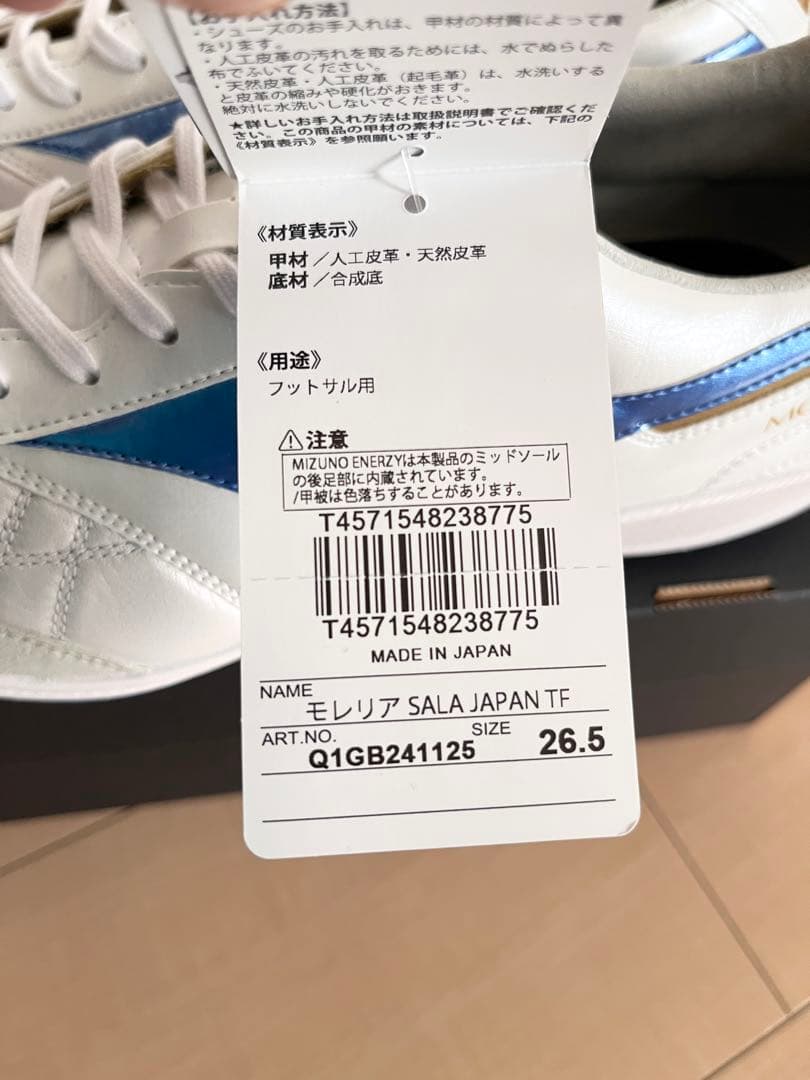 【お手入れ方法】
・シューズのお手入れは、甲材の材質によって異
なります。
・人工皮革の汚れを取るためには、水でぬらした
布でふいてください。
・天然皮革・人工皮革（起毛革）は、水洗いする
と皮革の縮みや硬化がおきます。
絶対に水洗いしないでください。
★詳しいお手入れ方法は取扱説明書でご確認くだ
さい。この商品の甲材の素材については、下記の
《材質表示》を参照願います。
《材質表示》
甲材／人工皮革・天然皮革
底材／合成底
《用途》
フットサル用
⚠注意
MIZUNO ENERZYは本製品のミッドソール
の後足部に内蔵されています。
/甲被は色落ちすることがあります。
T4571548238775
T4571548238775
MADE IN JAPAN
NAME
モレリア SALA JAPAN TF
ART.NO. SIZE
Q1GB241125 26.5